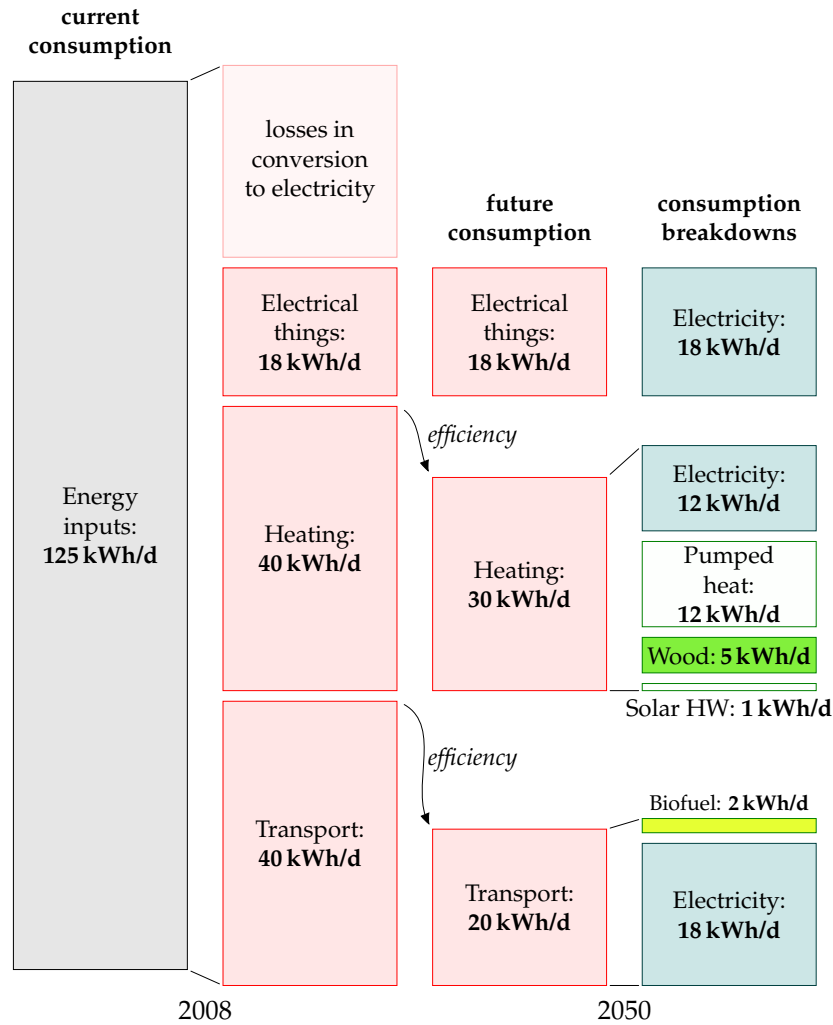 current
consumption
Energy
inputs:
125 kWh/d
losses in
conversion
to electricity
Electrical
things:
18 kWh/d
Heating:
40 kWh/d
Transport:
40 kWh/d
2008
efficiency
efficiency
future
consumption
Electrical
things:
18 kWh/d
Heating:
30 kWh/d
Transport:
20 kWh/d
consumption
breakdowns
Electricity:
18 kWh/d
Electricity:
12 kWh/d
Pumped
heat:
12 kWh/d
Wood: 5 kWh/d
Solar HW: 1 kWh/d
Biofuel: 2 kWh/d
Electricity:
18 kWh/d
2050